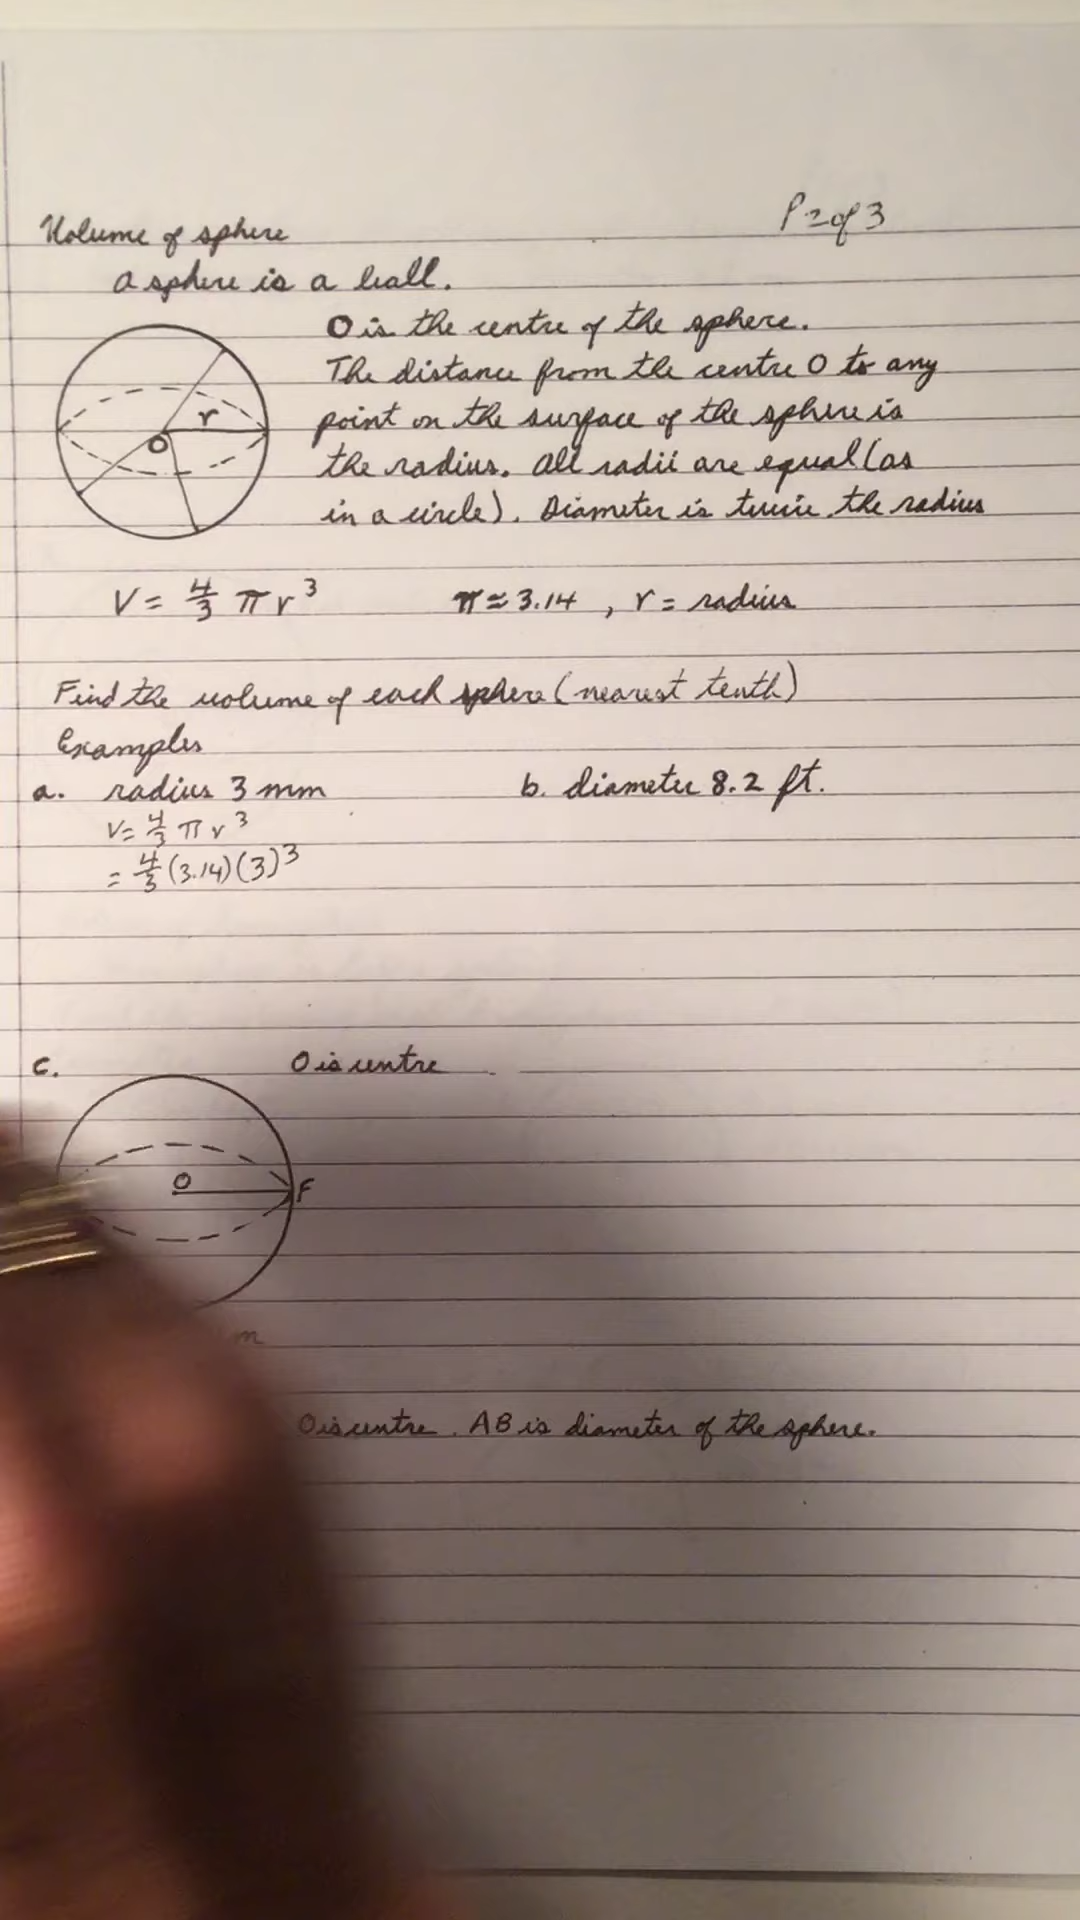 P 2 of 3
Volume of sphere
A sphere is a ball.
O is the centre of the sphere.
The distance from the centre O to any
point on the surface of the sphere is
the radius. All radii are equal (as
in a circle). Diameter is twice the radius
r
O
V = 4/3 π r³
π ≈ 3.14 , r = radius
Find the volume of each sphere (nearest tenth)
Examples
a. radius 3 mm
b. diameter 8.2 ft.
V = 4/3 π r³
= 4/3 (3.14)(3)³
c.
O is centre
O
F
m
O is centre. AB is diameter of the sphere.